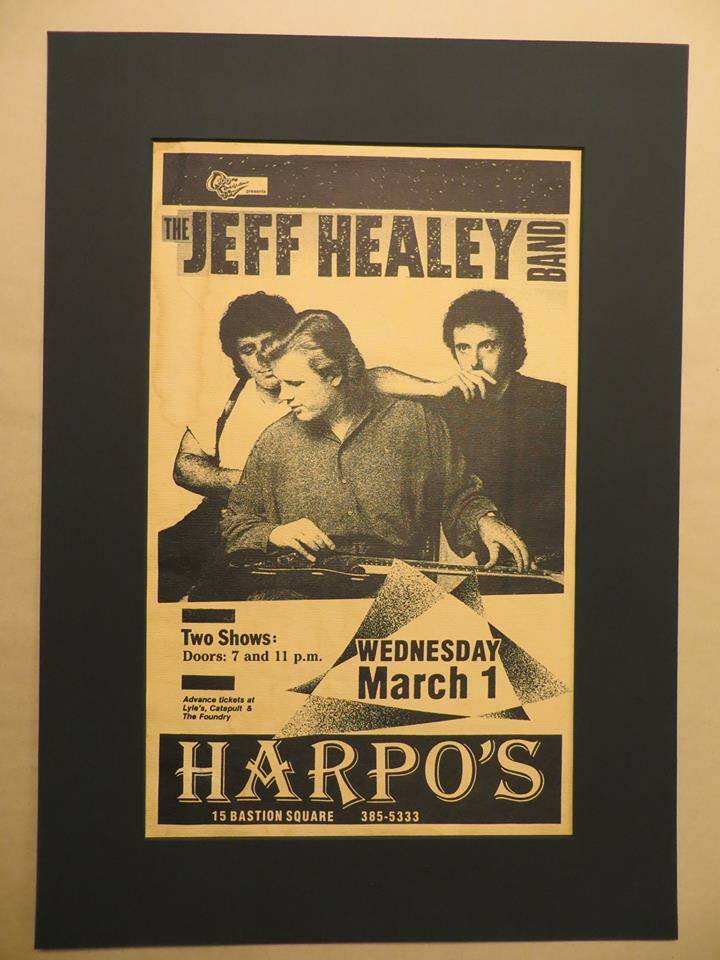 presents
THE JEFF HEALEY BAND
Two Shows:
Doors: 7 and 11 p.m.
WEDNESDAY
March 1
Advance tickets at
Lyle's, Catapult &
The Foundry
HARPO'S
15 BASTION SQUARE 385-5333